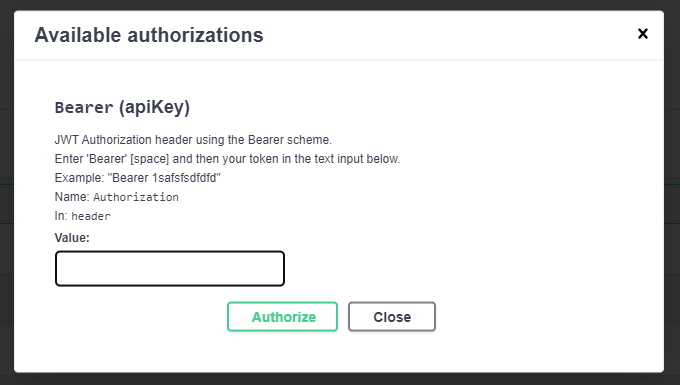 Available authorizations
Bearer (apiKey)
JWT Authorization header using the Bearer scheme.
Enter 'Bearer' [space] and then your token in the text input below.
Example: "Bearer 1safsfsdfdfd"
Name: Authorization
In: header
Value:
Authorize Close